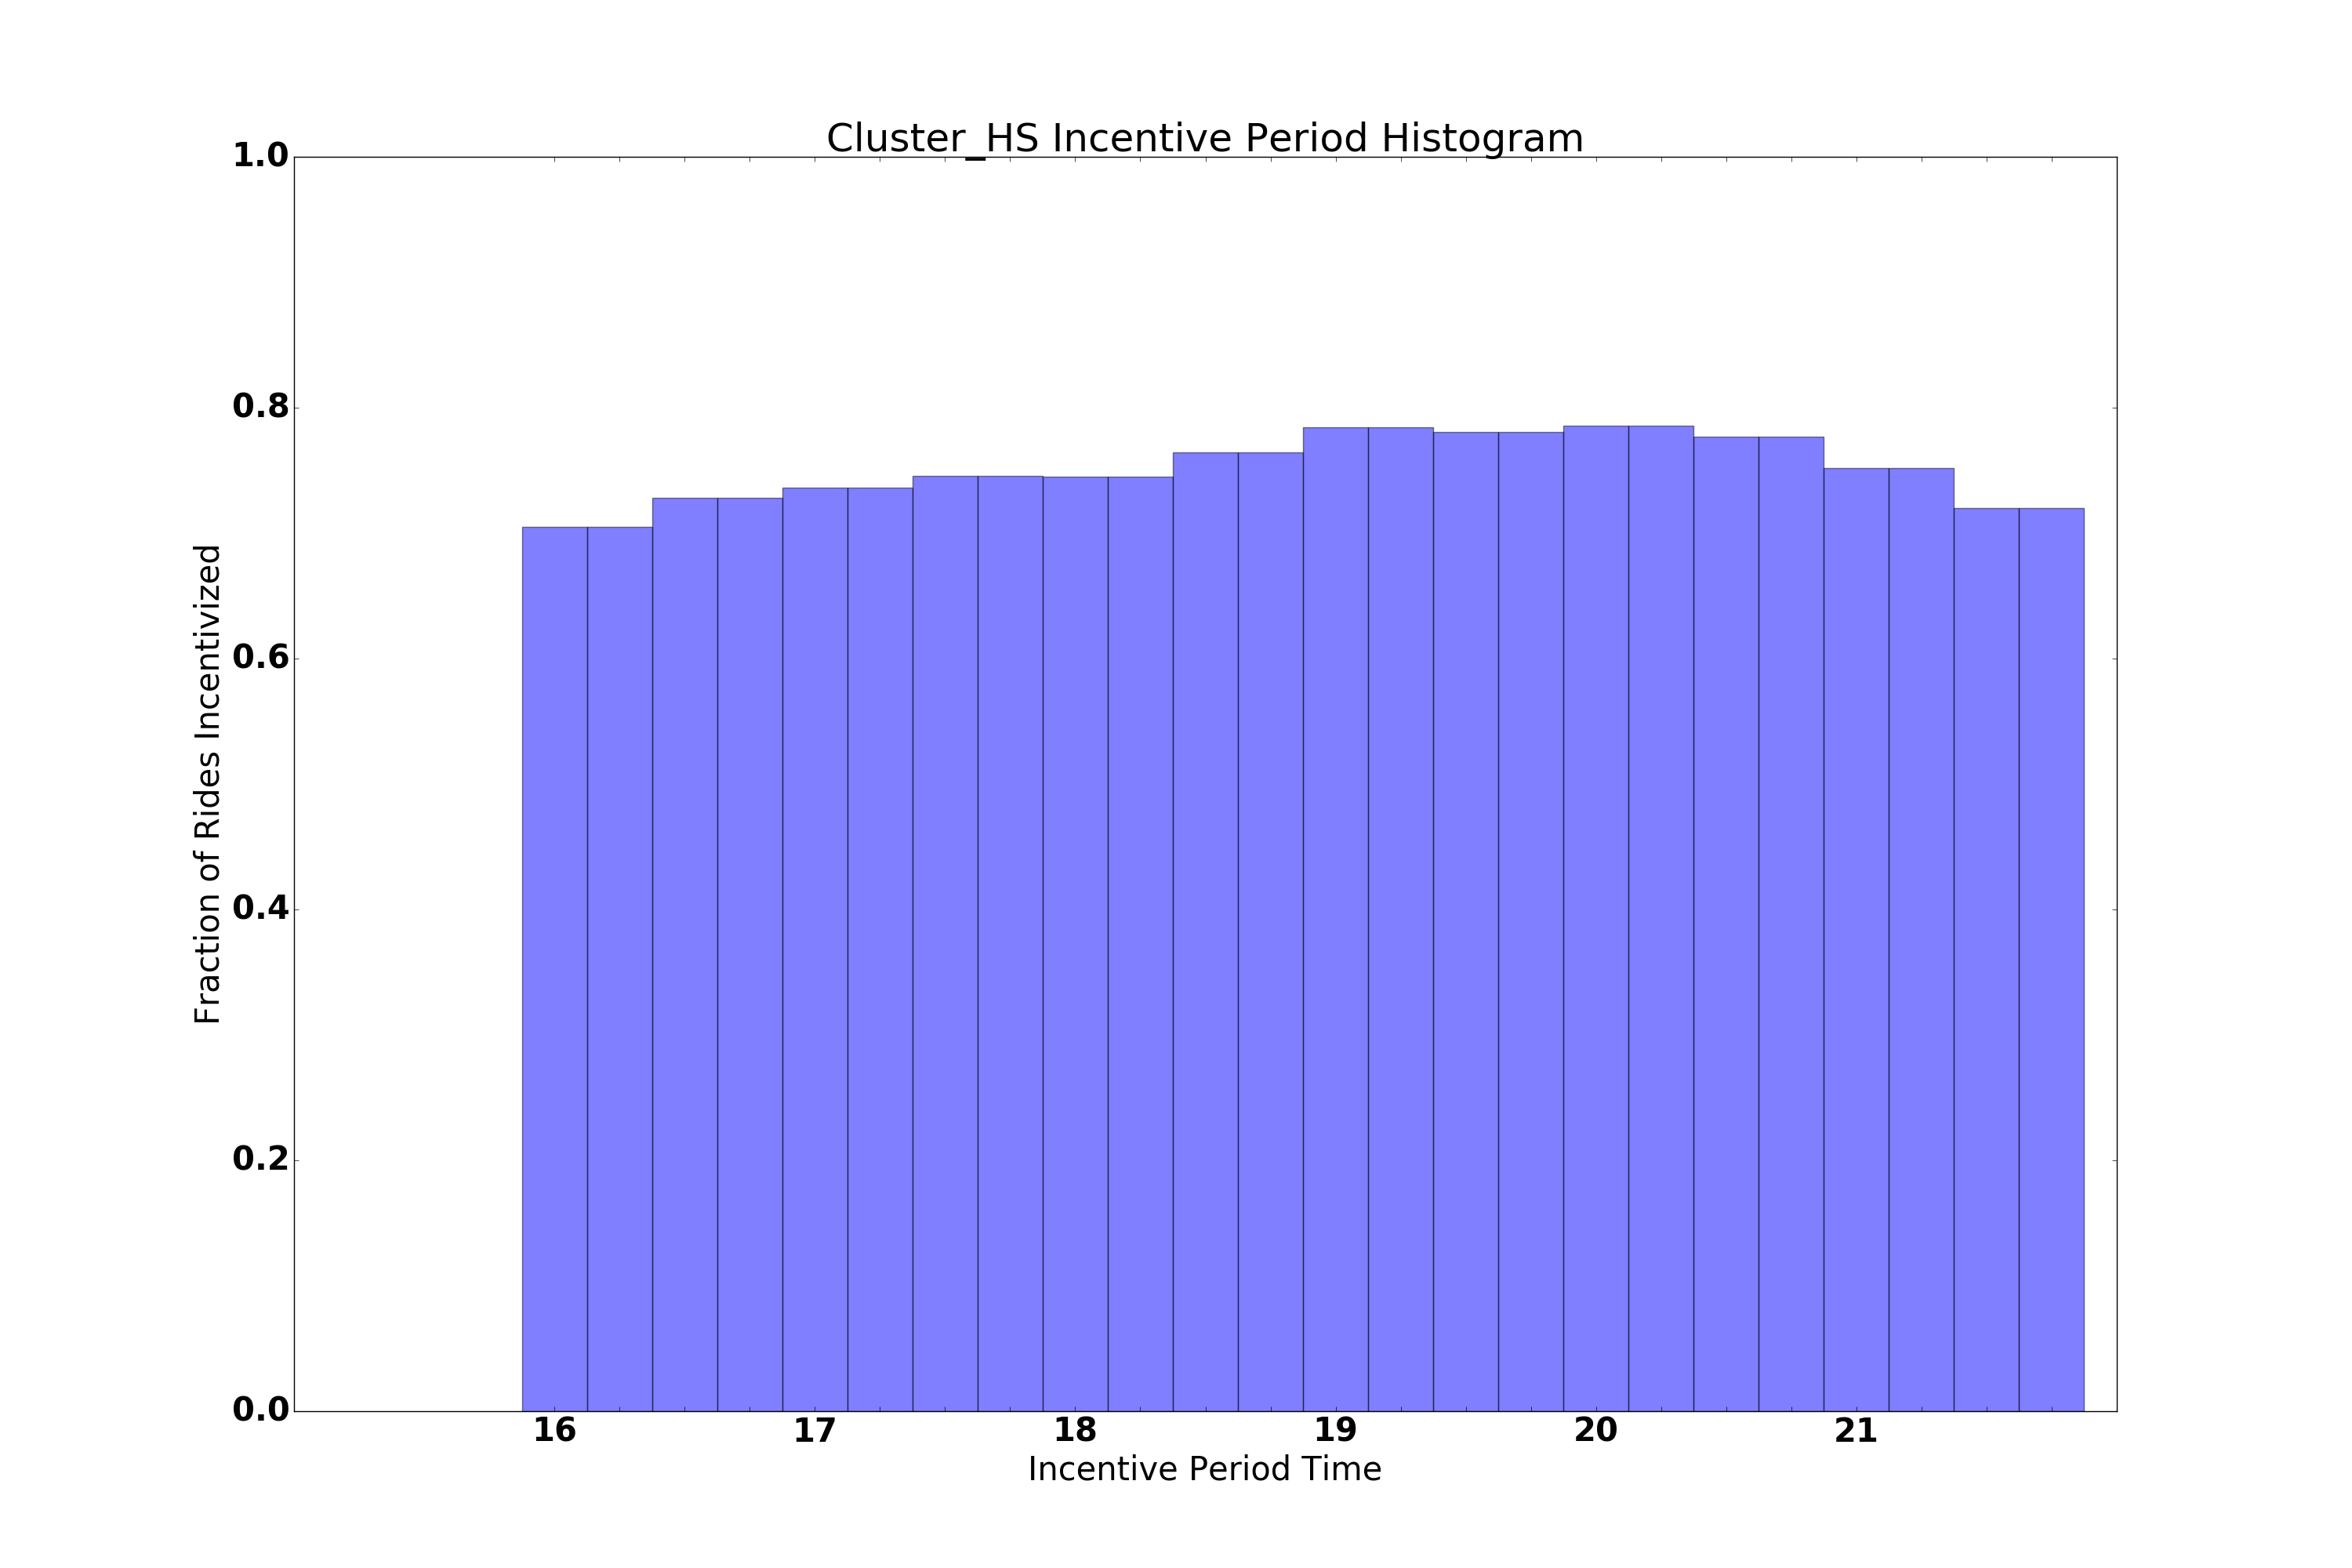 Cluster_HS Incentive Period Histogram
1.0
0.8
0.6
0.4
0.2
0.0
Fraction of Rides Incentivized
16 17 18 19 20 21
Incentive Period Time